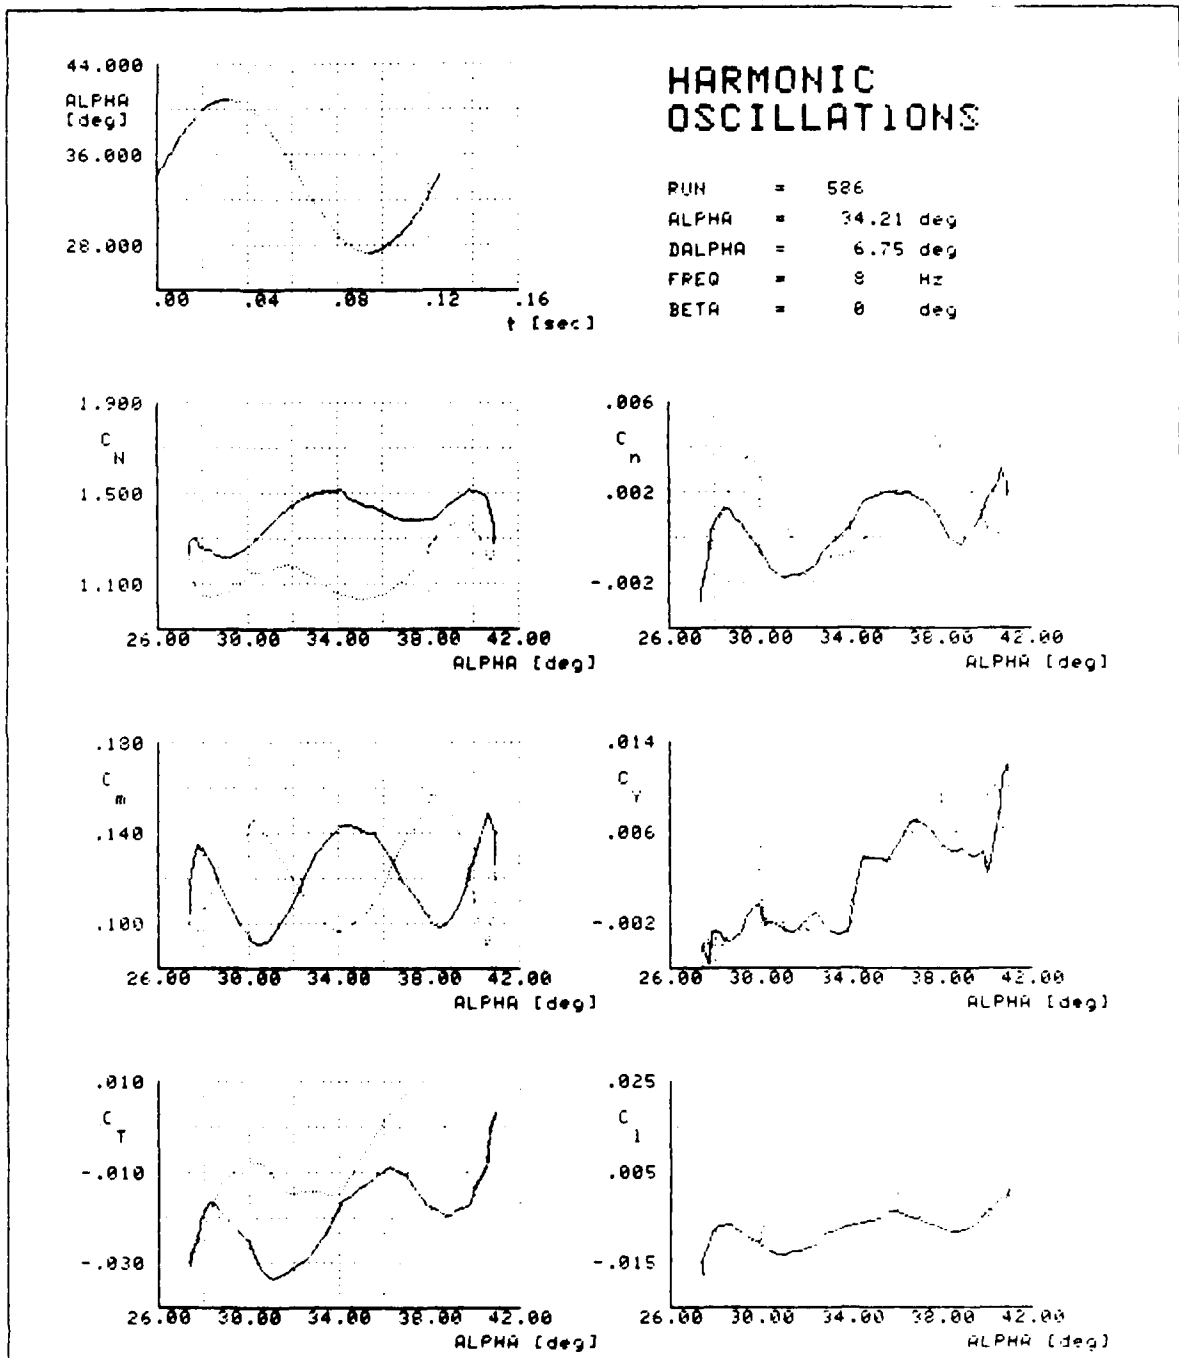 HARMONIC
OSCILLATIONS
RUN = 586
ALPHA = 34.21 deg
DALPHA = 6.75 deg
FREQ = 8 Hz
BETA = 0 deg
44.000
ALPHA
[deg]
36.000
28.000
.00 .04 .08 .12 .16
t [sec]
1.900
C
N
1.500
1.100
26.00 30.00 34.00 38.00 42.00
ALPHA [deg]
.006
C
n
.002
-.002
26.00 30.00 34.00 38.00 42.00
ALPHA [deg]
.180
C
m
.140
.100
26.00 30.00 34.00 38.00 42.00
ALPHA [deg]
.014
C
Y
.006
-.002
26.00 30.00 34.00 38.00 42.00
ALPHA [deg]
.010
C
T
-.010
-.030
26.00 30.00 34.00 38.00 42.00
ALPHA [deg]
.025
C
l
.005
-.015
26.00 30.00 34.00 38.00 42.00
ALPHA [deg]